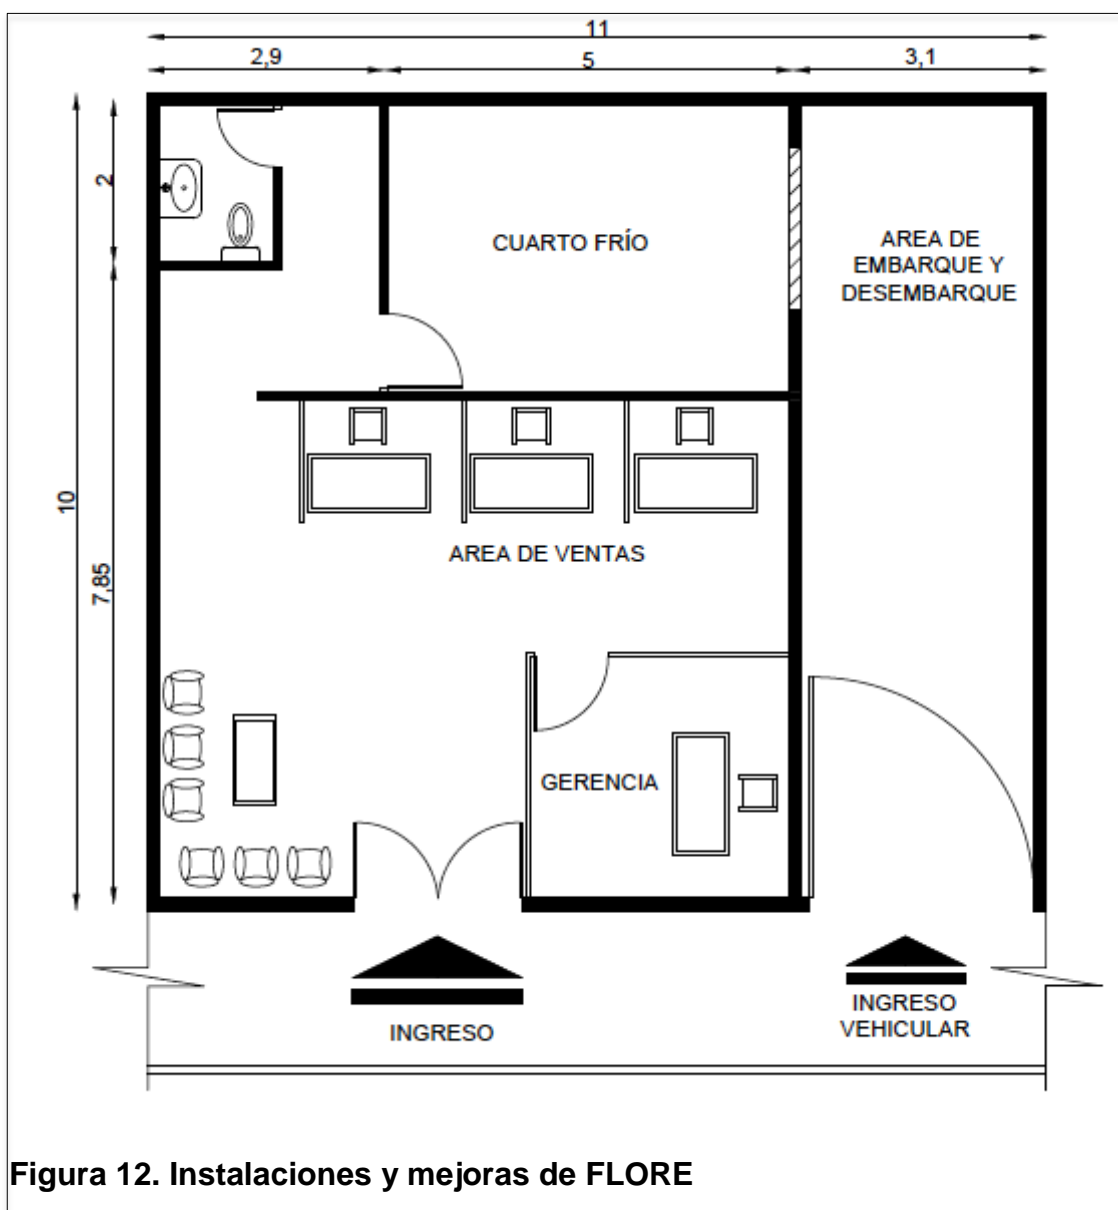 11
2,9
5
3,1
2
10
7,85
CUARTO FRÍO
AREA DE
EMBARQUE Y
DESEMBARQUE
AREA DE VENTAS
GERENCIA
INGRESO
INGRESO
VEHICULAR
Figura 12. Instalaciones y mejoras de FLORE